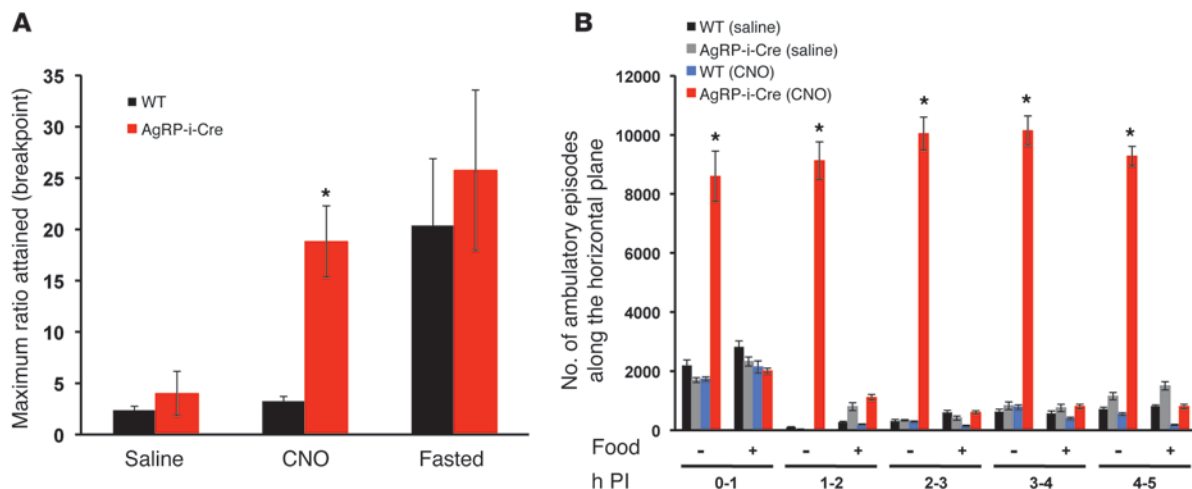 A
Maximum ratio attained (breakpoint)
35
30
25
20
15
10
5
0
WT
AgRP-i-Cre
*
Saline CNO Fasted
B
WT (saline)
AgRP-i-Cre (saline)
WT (CNO)
AgRP-i-Cre (CNO)
No. of ambulatory episodes
along the horizontal plane
12000
10000
8000
6000
4000
2000
0
* * * * *
Food - + - + - + - + - +
h PI 0-1 1-2 2-3 3-4 4-5